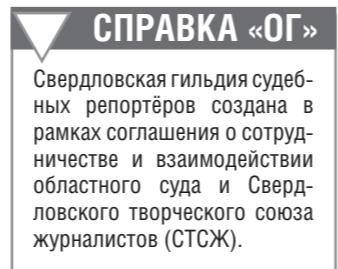 СПРАВКА «ОГ»
Свердловская гильдия судеб-
ных репортёров создана в
рамках соглашения о сотруд-
ничестве и взаимодействии
областного суда и Сверд-
ловского творческого союза
журналистов (СТСЖ).